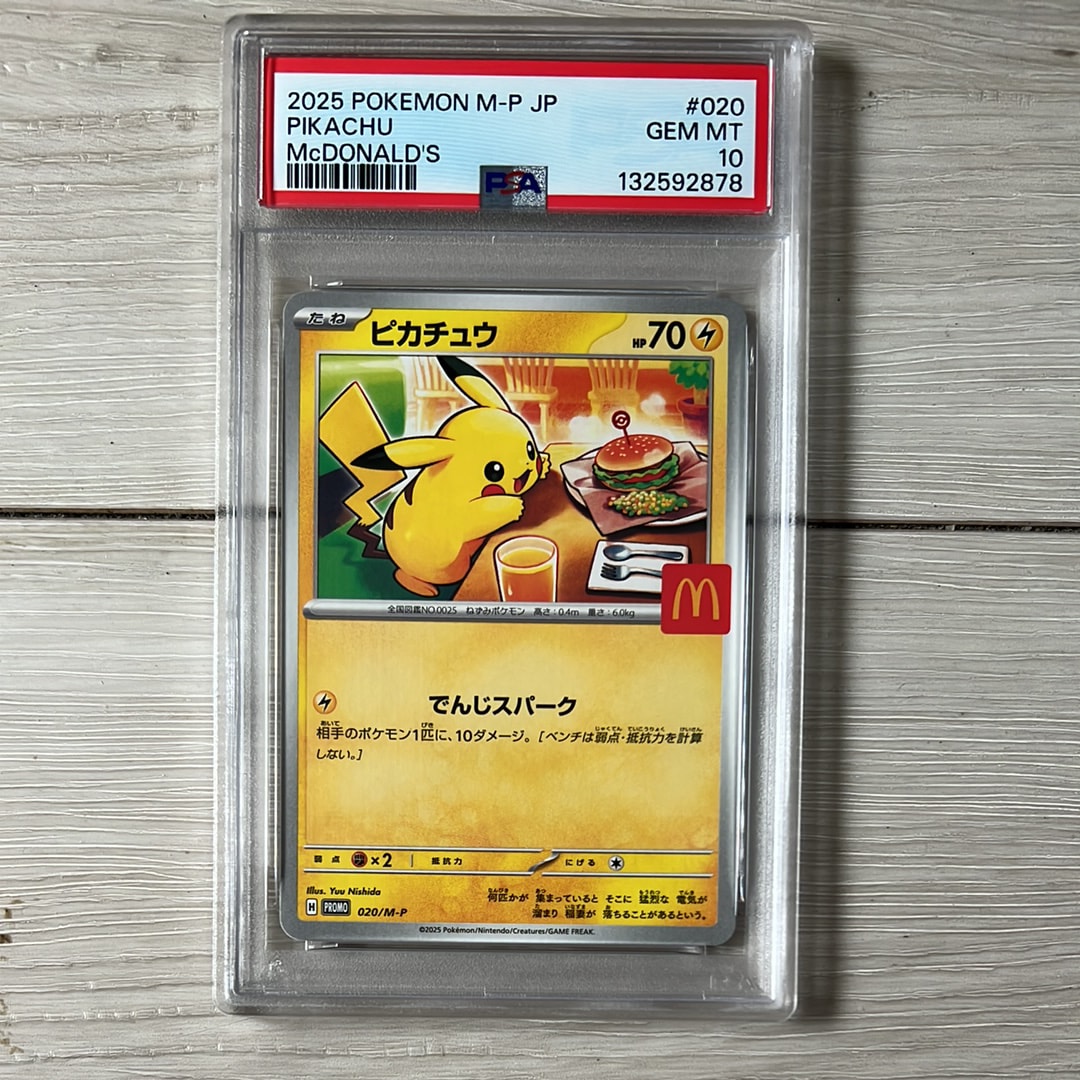 2025 POKEMON M-P JP #020
PIKACHU GEM MT
McDONALD'S 10
PSA 132592878
たね ピカチュウ HP70
M
全国図鑑NO.0025 ねずみポケモン 高さ:0.4m 重さ:6.0kg
でんじスパーク
相手のポケモン1匹に、10ダメージ。[ベンチは弱点・抵抗力を計算
しない。]
弱点 ×2 抵抗力 にげる
Illus. Yuu Nishida
何匹かが 集まっていると そこに 猛烈な 電気が
溜まり 稲妻が 落ちることがあるという。
H PROMO 020/M-P
©2025 Pokémon/Nintendo/Creatures/GAME FREAK.